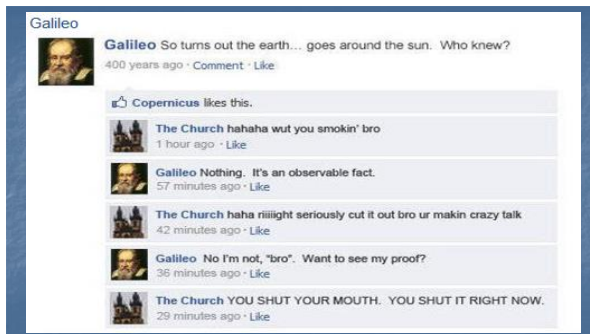 Galileo
Galileo So turns out the earth... goes around the sun. Who knew?
400 years ago · Comment · Like
Copernicus likes this.
The Church hahaha wut you smokin' bro
1 hour ago · Like
Galileo Nothing. It's an observable fact.
57 minutes ago · Like
The Church haha riiiiight seriously cut it out bro ur makin crazy talk
42 minutes ago · Like
Galileo No I'm not, "bro". Want to see my proof?
36 minutes ago · Like
The Church YOU SHUT YOUR MOUTH. YOU SHUT IT RIGHT NOW.
29 minutes ago · Like